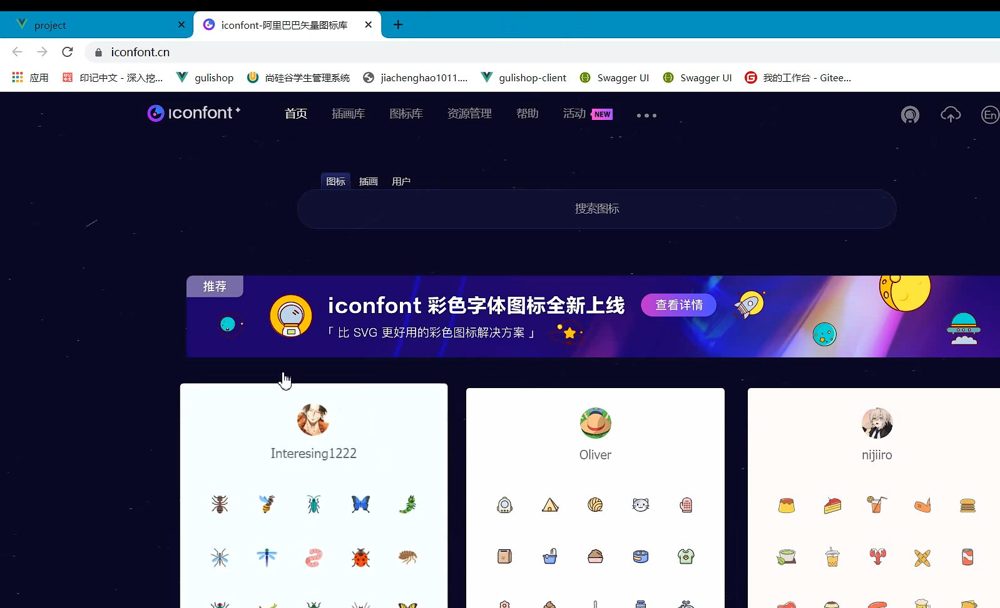 project
iconfont-阿里巴巴矢量图标库
iconfont.cn
应用
印记中文 - 深入挖...
gulishop
尚硅谷学生管理系统
jiachenghao1011....
gulishop-client
Swagger UI
Swagger UI
我的工作台 - Gitee...
iconfont+
首页
插画库
图标库
资源管理
帮助
活动
NEW
En
图标
插画
用户
搜索图标
推荐
iconfont 彩色字体图标全新上线
查看详情
「 比 SVG 更好用的彩色图标解决方案 」
Interesing1222
Oliver
nijiiro